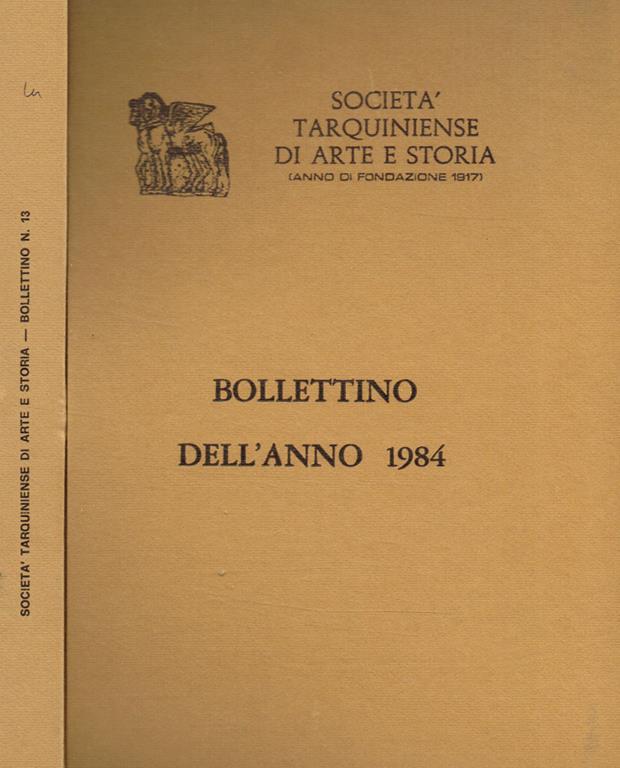 SOCIETA' TARQUINIENSE DI ARTE E STORIA — BOLLETTINO N. 13
SOCIETA'
TARQUINIENSE
DI ARTE E STORIA
(ANNO DI FONDAZIONE 1917)
BOLLETTINO
DELL'ANNO 1984